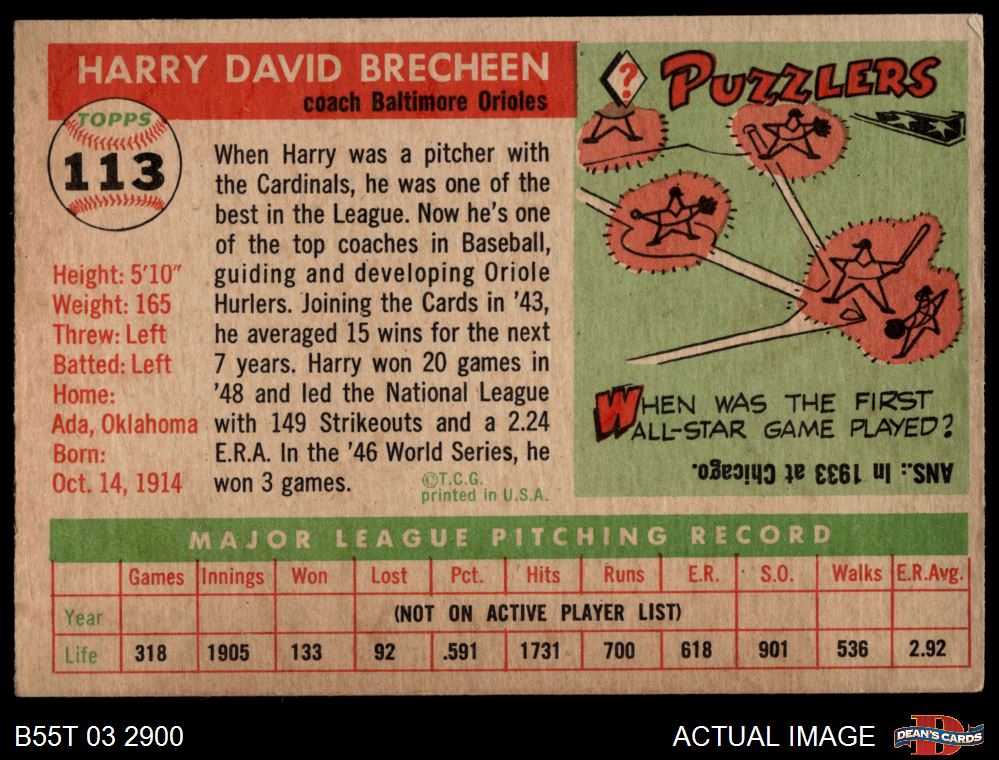 HARRY DAVID BRECHEEN
coach Baltimore Orioles
TOPPS
113
Height: 5'10"
Weight: 165
Threw: Left
Batted: Left
Home:
Ada, Oklahoma
Born:
Oct. 14, 1914
When Harry was a pitcher with
the Cardinals, he was one of the
best in the League. Now he's one
of the top coaches in Baseball,
guiding and developing Oriole
Hurlers. Joining the Cards in '43,
he averaged 15 wins for the next
7 years. Harry won 20 games in
'48 and led the National League
with 149 Strikeouts and a 2.24
E.R.A. In the '46 World Series, he
won 3 games.
©T.C.G.
printed in U.S.A.
? PUZZLERS
WHEN WAS THE FIRST
ALL-STAR GAME PLAYED?
ANS.: In 1933 at Chicago.
MAJOR LEAGUE PITCHING RECORD
Games Innings Won Lost Pct. Hits Runs E.R. S.O. Walks E.R.Avg.
Year (NOT ON ACTIVE PLAYER LIST)
Life 318 1905 133 92 .591 1731 700 618 901 536 2.92
B55T 03 2900
ACTUAL IMAGE
DEAN'S CARDS